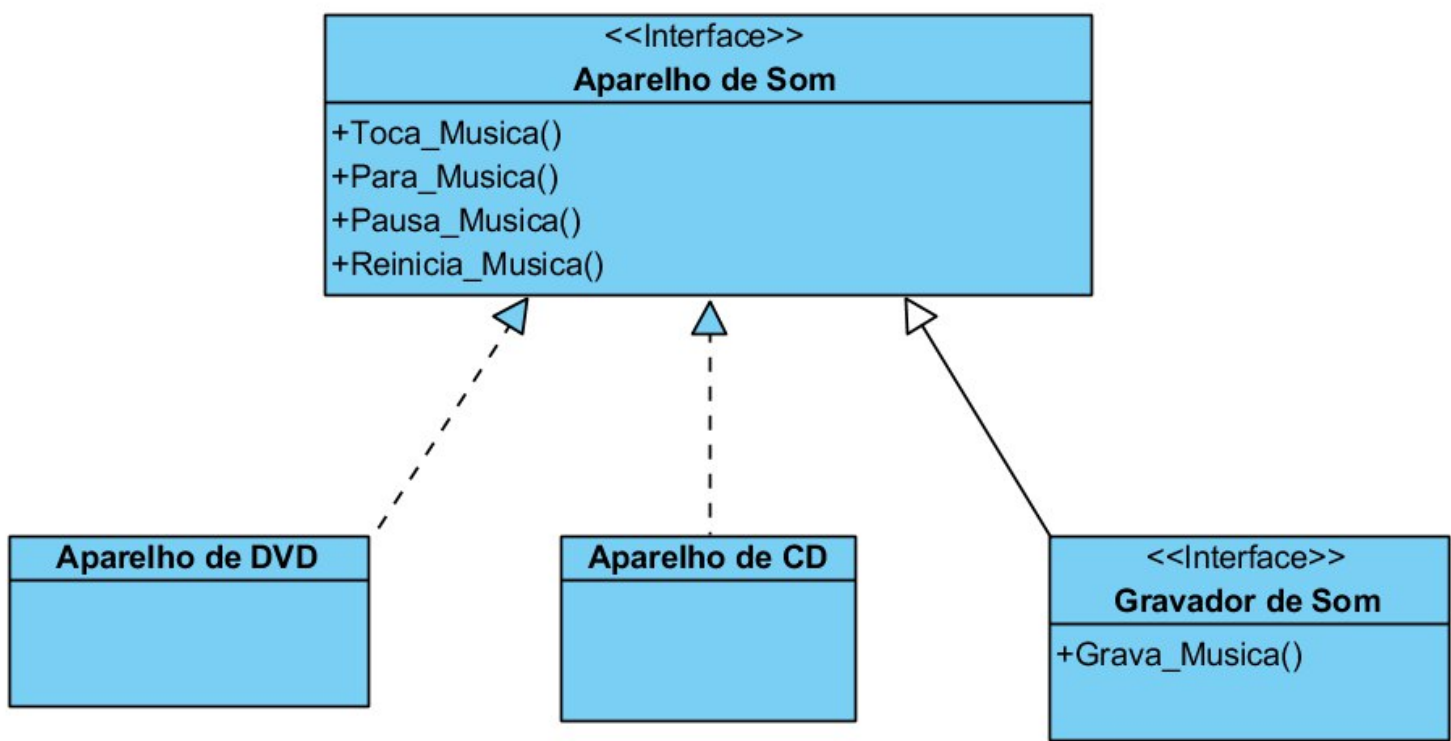 <<Interface>>
Aparelho de Som
+Toca_Musica()
+Para_Musica()
+Pausa_Musica()
+Reinicia_Musica()
Aparelho de DVD
Aparelho de CD
<<Interface>>
Gravador de Som
+Grava_Musica()